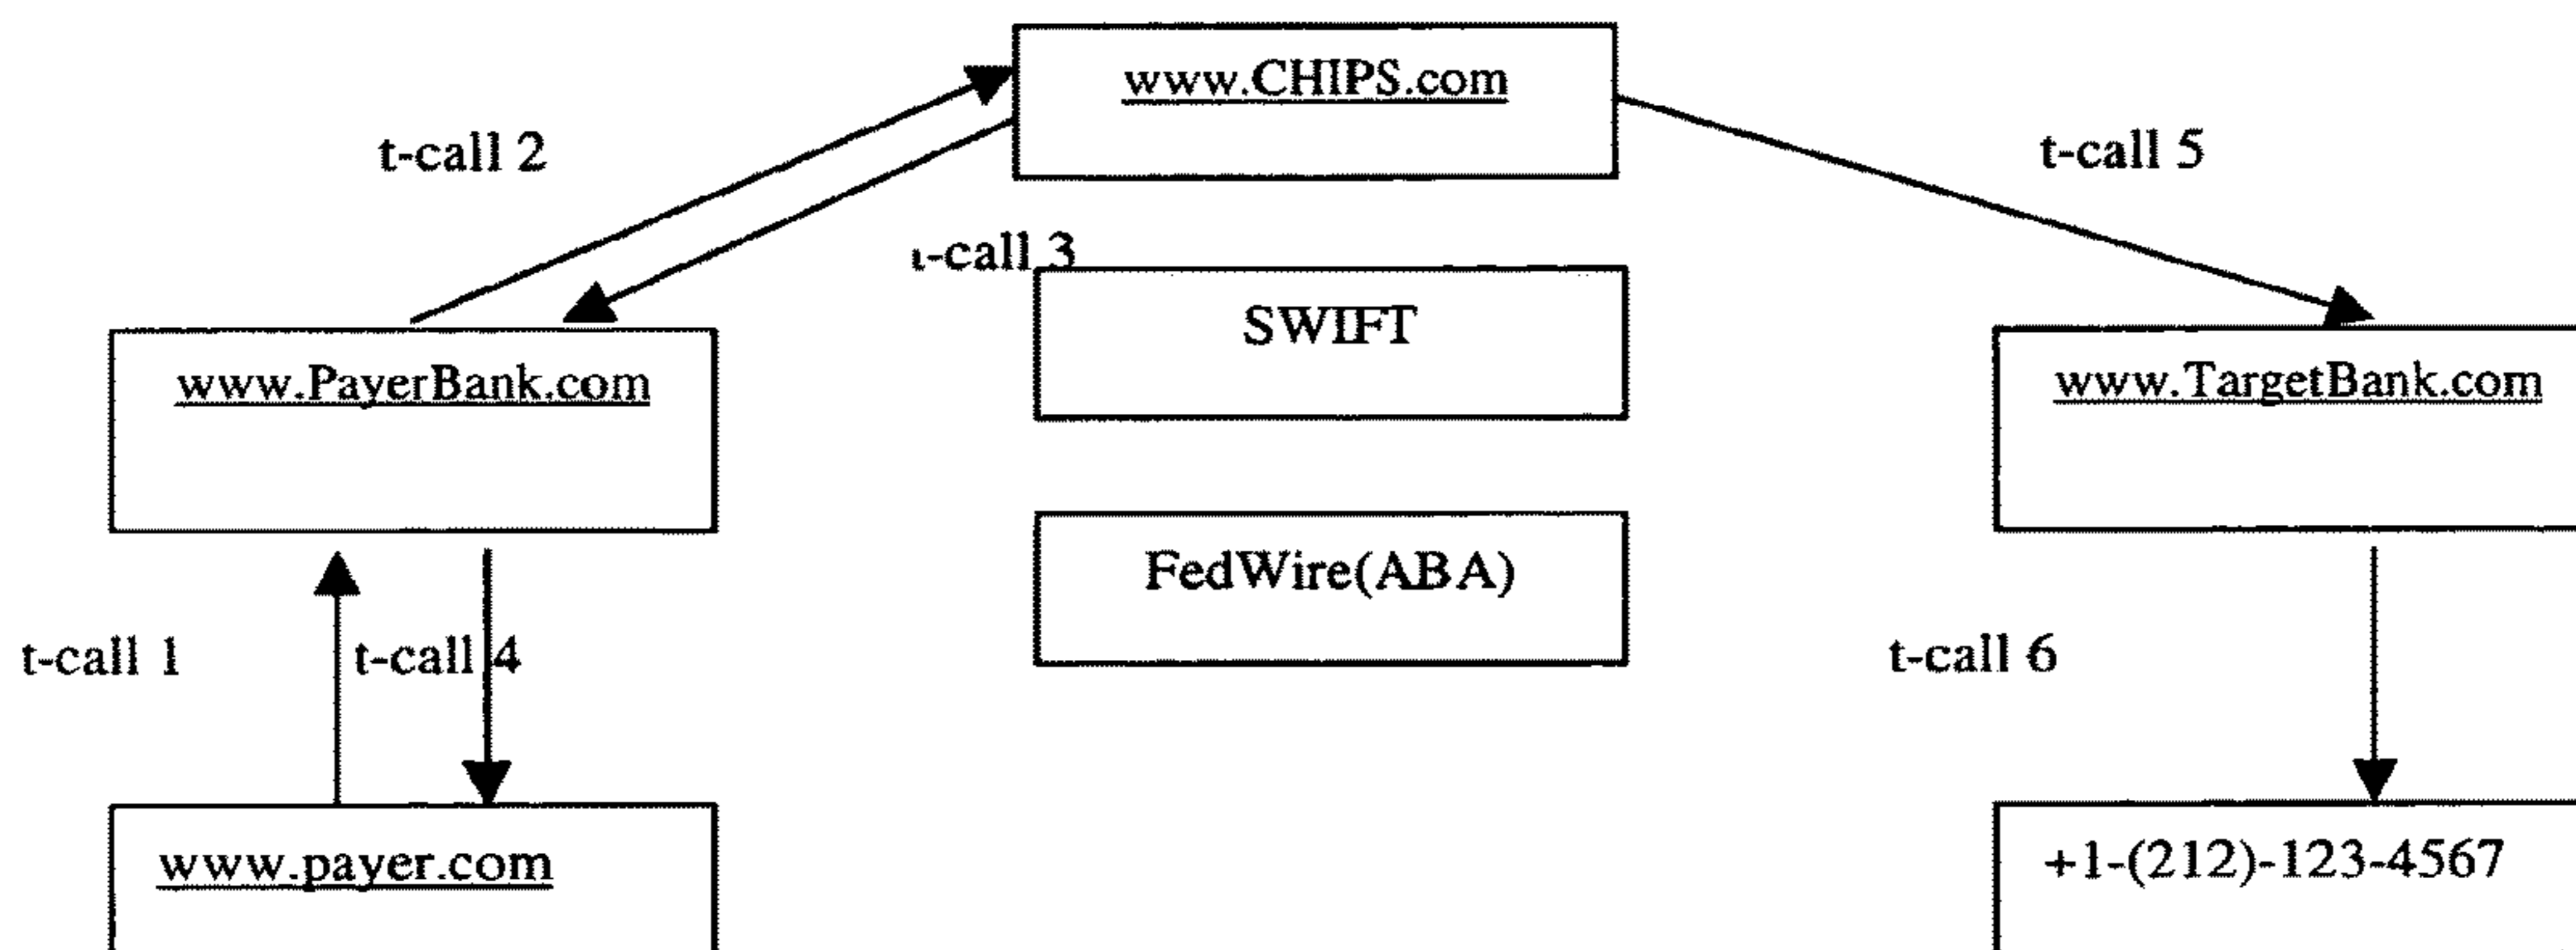 www.CHIPS.com
t-call 2
t-call 5
t-call 3
SWIFT
www.PayerBank.com
www.TargetBank.com
FedWire(ABA)
t-call 1
t-call 4
t-call 6
www.payer.com
+1-(212)-123-4567